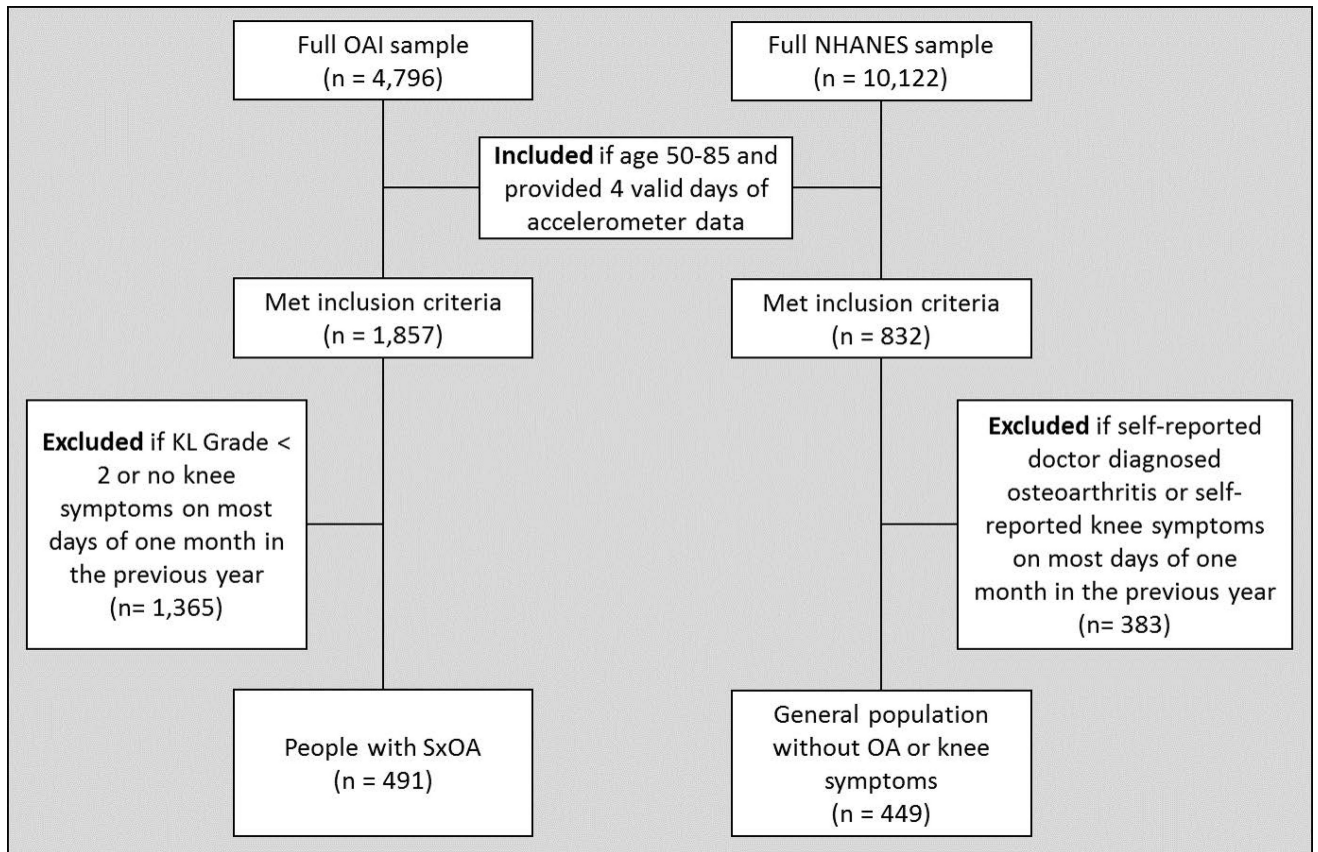 Full OAI sample
(n = 4,796)
Full NHANES sample
(n = 10,122)
Included if age 50-85 and
provided 4 valid days of
accelerometer data
Met inclusion criteria
(n = 1,857)
Met inclusion criteria
(n = 832)
Excluded if KL Grade <
2 or no knee
symptoms on most
days of one month in
the previous year
(n= 1,365)
Excluded if self-reported
doctor diagnosed
osteoarthritis or self-
reported knee symptoms
on most days of one
month in the previous year
(n= 383)
People with SxOA
(n = 491)
General population
without OA or knee
symptoms
(n = 449)